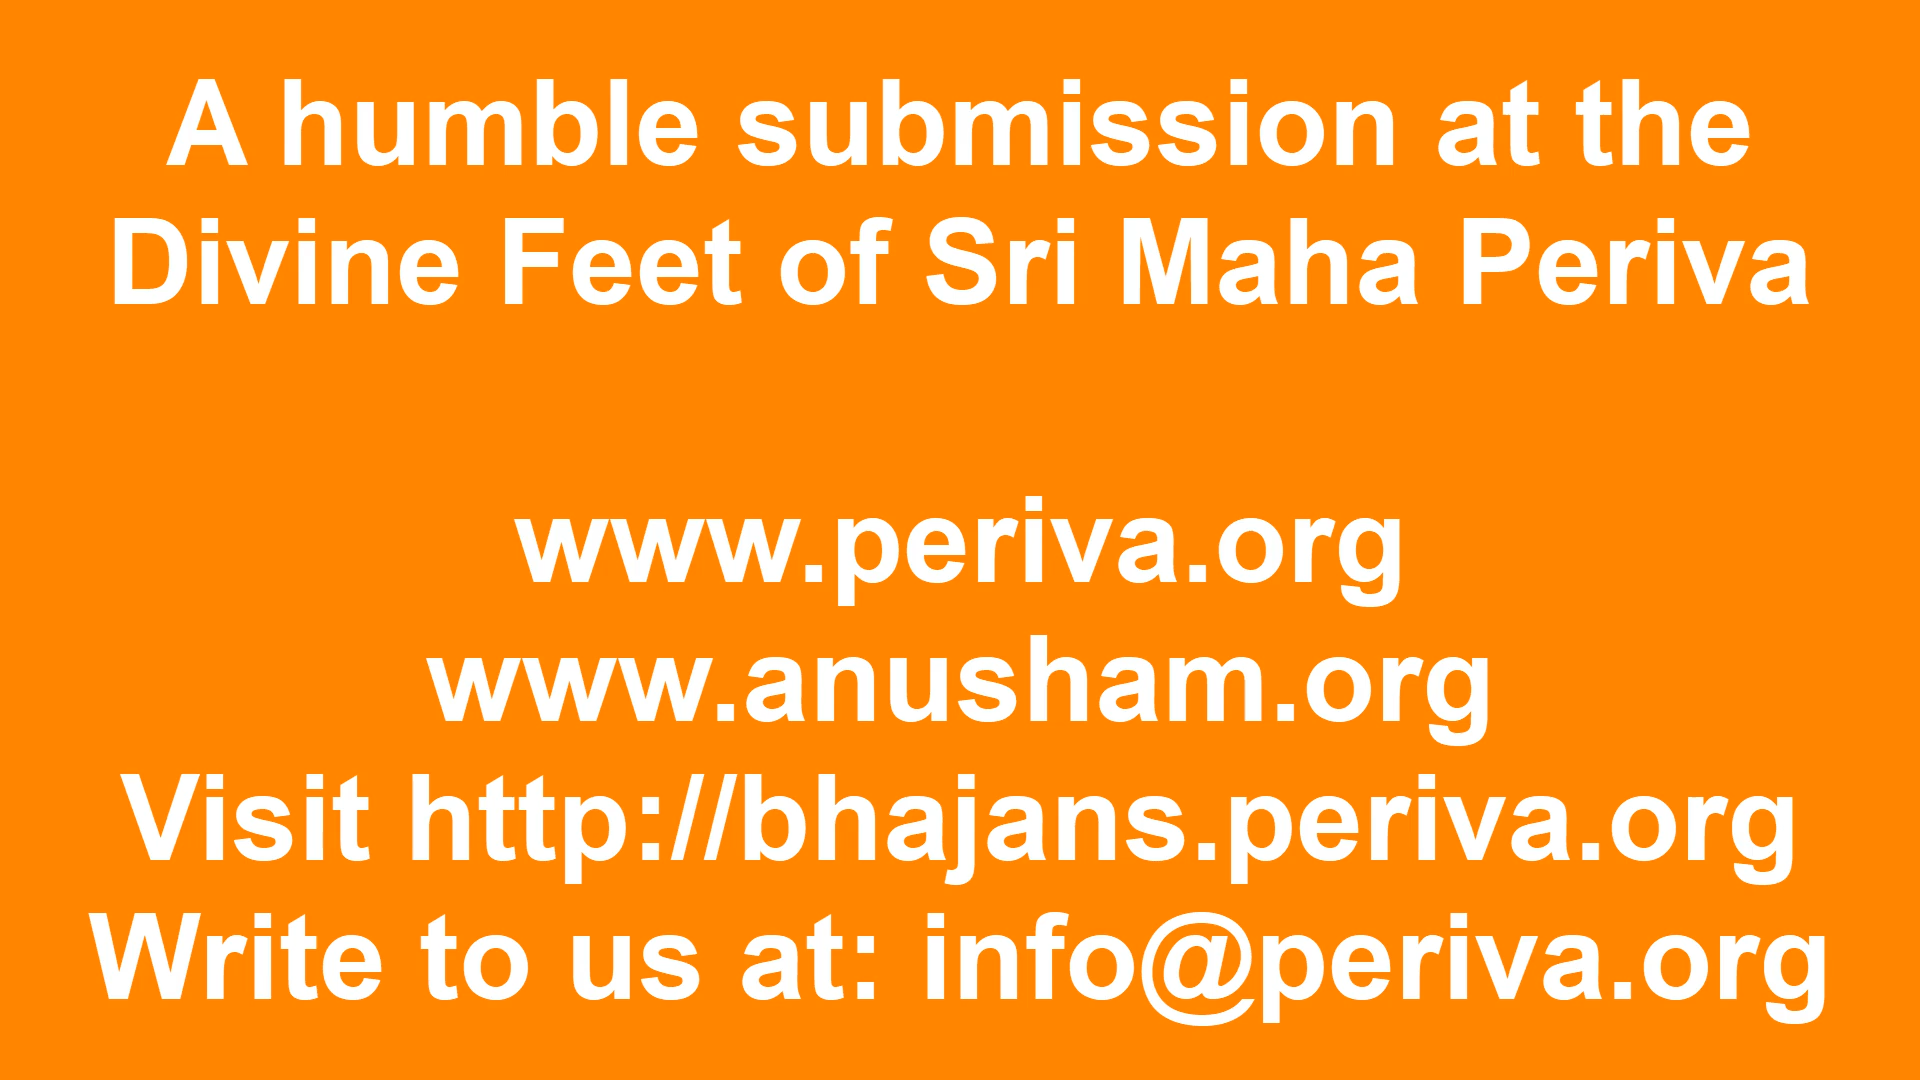 A humble submission at the
Divine Feet of Sri Maha Periva
www.periva.org
www.anusham.org
Visit http://bhajans.periva.org
Write to us at: info@periva.org